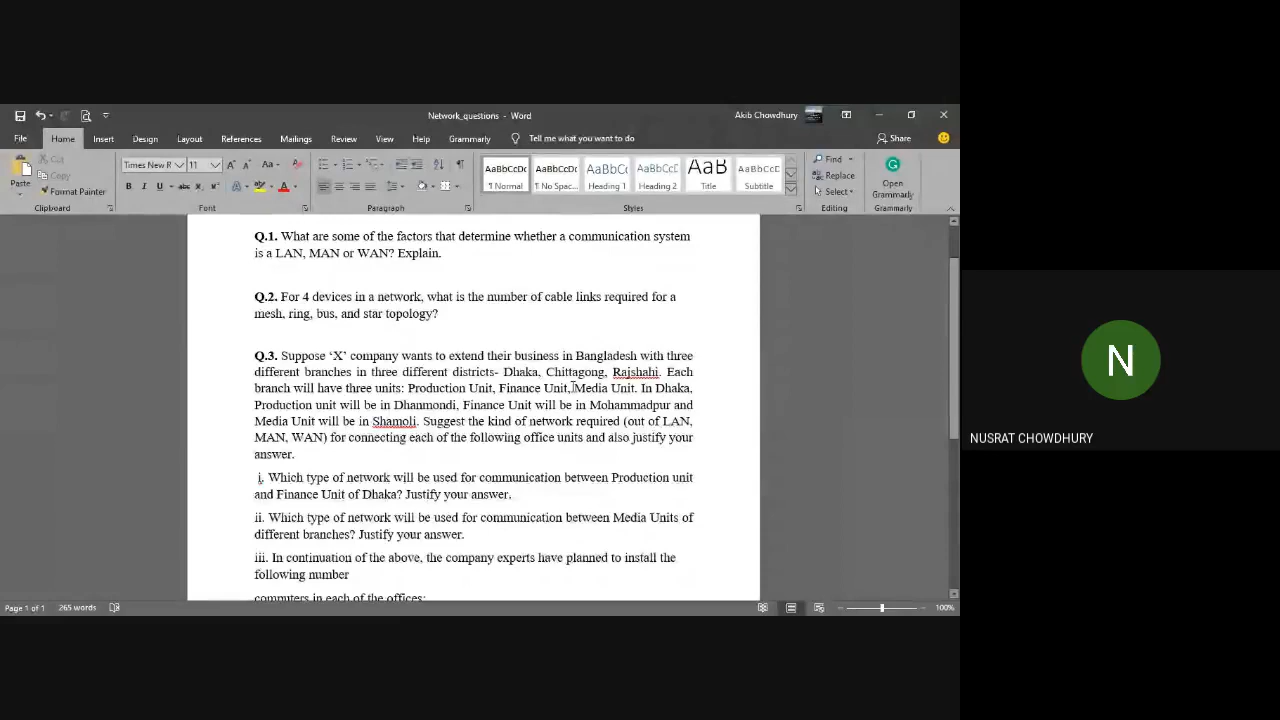 Network_questions - Word
Akib Chowdhury
File Home Insert Design Layout References Mailings Review View Help Grammarly Tell me what you want to do Share
Paste
Cut
Copy
Format Painter
Clipboard
Times New R 11
Font
Paragraph
AaBbCcDc AaBbCcDc AaBbCc AaBbCcD AaB AaBbCcD
¶ Normal ¶ No Spac... Heading 1 Heading 2 Title Subtitle
Styles
Find
Replace
Select
Editing
Open
Grammarly
Grammarly
Q.1. What are some of the factors that determine whether a communication system
is a LAN, MAN or WAN? Explain.
Q.2. For 4 devices in a network, what is the number of cable links required for a
mesh, ring, bus, and star topology?
Q.3. Suppose ‘X’ company wants to extend their business in Bangladesh with three
different branches in three different districts- Dhaka, Chittagong, Rajshahi. Each
branch will have three units: Production Unit, Finance Unit, Media Unit. In Dhaka,
Production unit will be in Dhanmondi, Finance Unit will be in Mohammadpur and
Media Unit will be in Shamoli. Suggest the kind of network required (out of LAN,
MAN, WAN) for connecting each of the following office units and also justify your
answer.
i. Which type of network will be used for communication between Production unit
and Finance Unit of Dhaka? Justify your answer.
ii. Which type of network will be used for communication between Media Units of
different branches? Justify your answer.
iii. In continuation of the above, the company experts have planned to install the
following number
computers in each of the offices:
Page 1 of 1 265 words 100%
N
NUSRAT CHOWDHURY